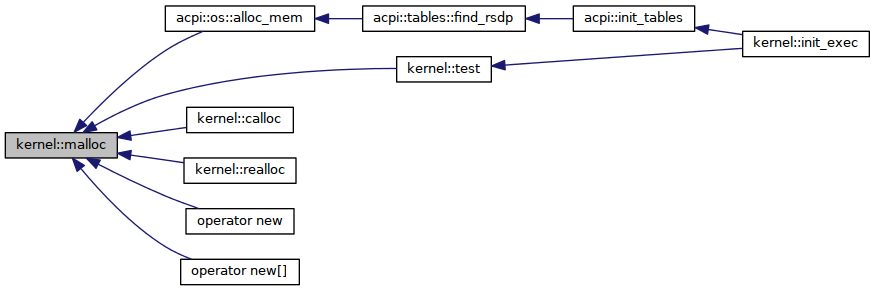 acpi::os::alloc_mem
acpi::tables::find_rsdp
acpi::init_tables
kernel::init_exec
kernel::test
kernel::calloc
kernel::malloc
kernel::realloc
operator new
operator new[]